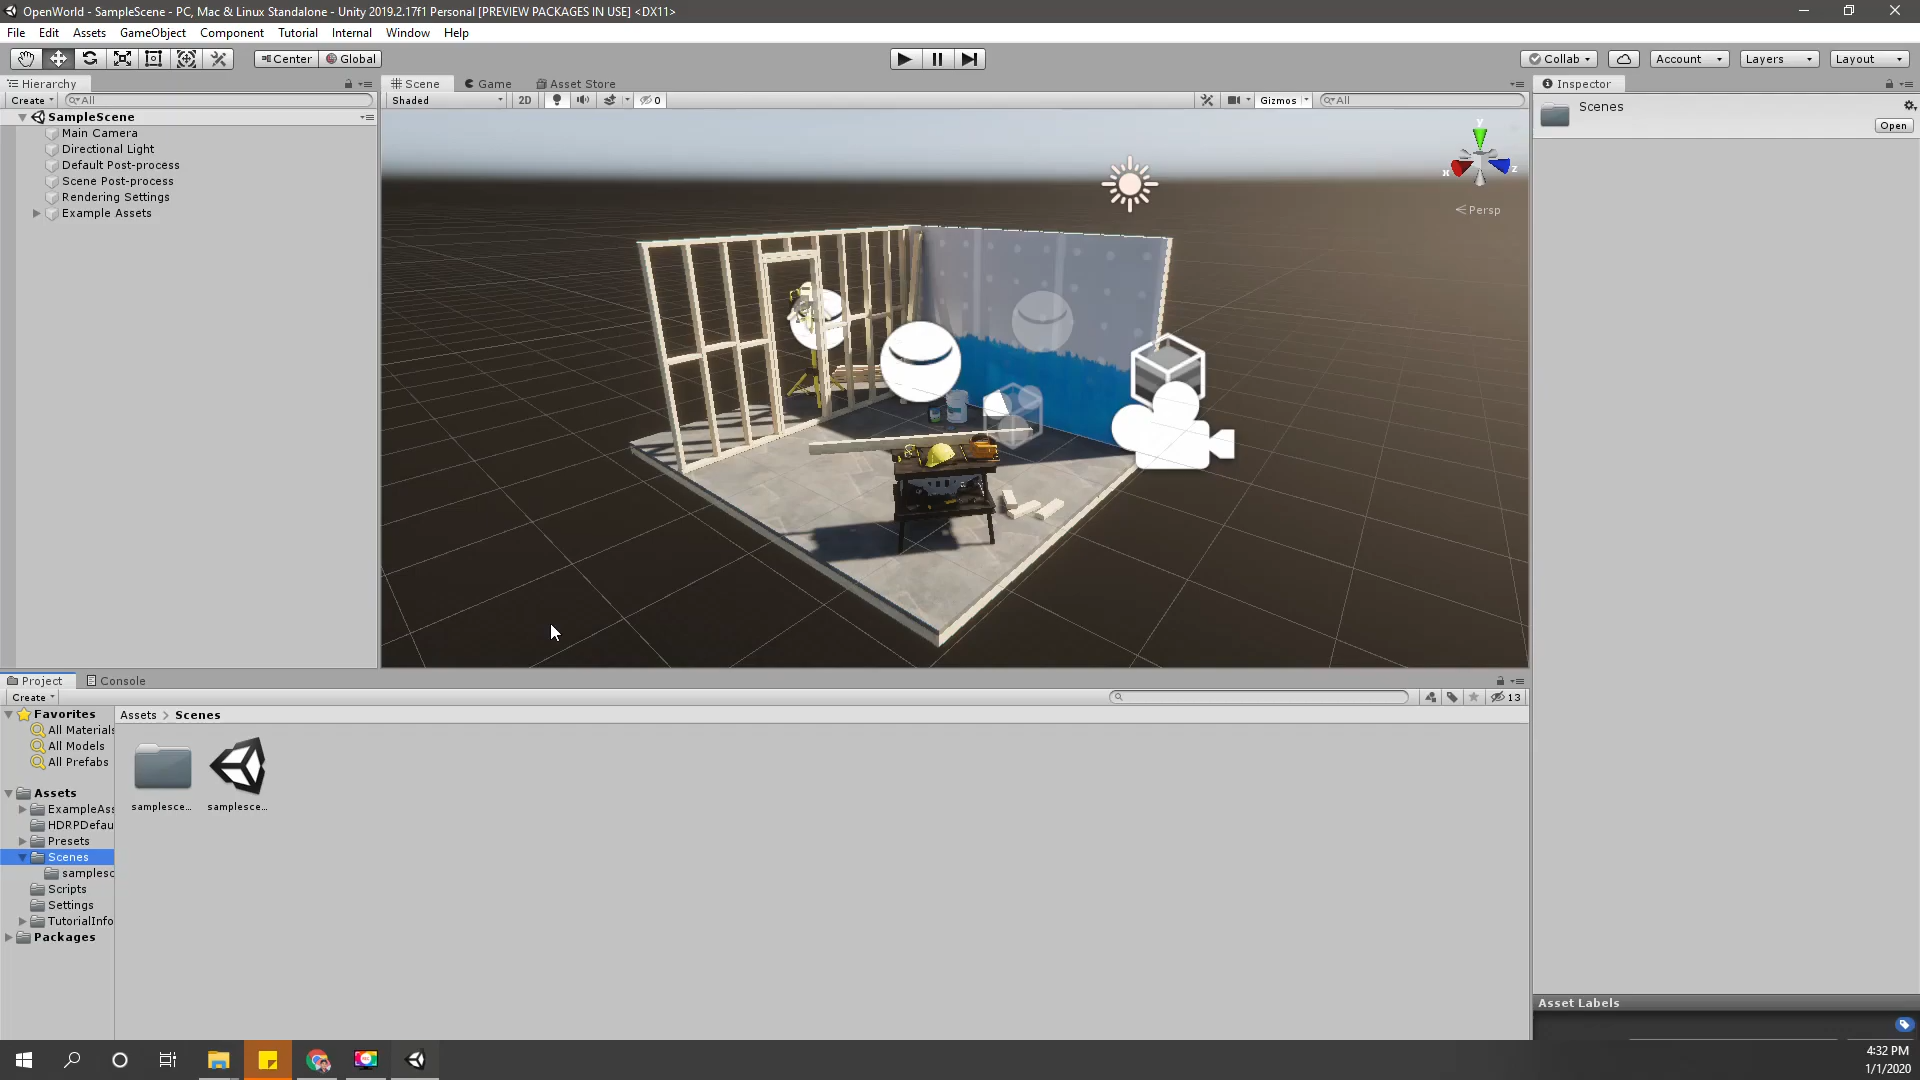 OpenWorld - SampleScene - PC, Mac & Linux Standalone - Unity 2019.2.17f1 Personal [PREVIEW PACKAGES IN USE] <DX11>
File Edit Assets GameObject Component Tutorial Internal Window Help
Center Global Collab Account Layers Layout
Hierarchy Scene Game Asset Store Inspector
Create All Shaded 2D 0 Gizmos All
Scenes
Open
SampleScene
Main Camera
Directional Light
Default Post-process
Scene Post-process
Rendering Settings
Example Assets
y
x z
Persp
Project Console
Create 13
Favorites Assets > Scenes
All Materials
All Models
All Prefabs
Assets
ExampleAss samplesce... samplesce...
HDRPDefau
Presets
Scenes
samplesc
Scripts
Settings
TutorialInfo
Packages
Asset Labels
4:32 PM
1/1/2020